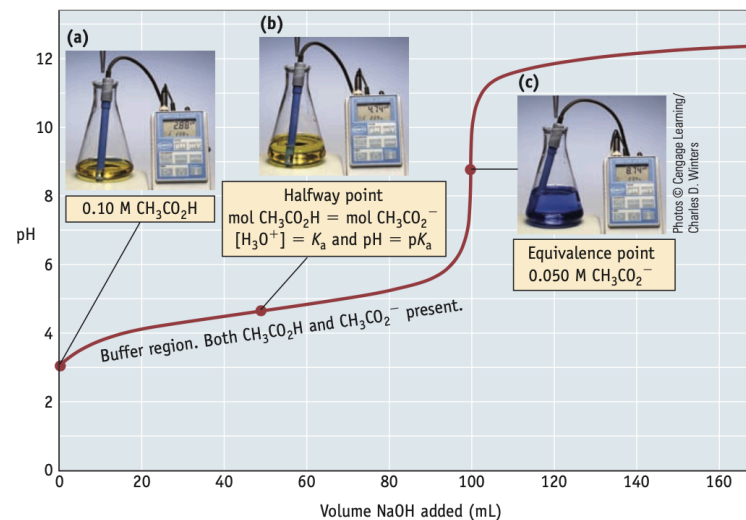 (a)
(b)
(c)
2.88
4.74
8.74
0.10 M CH₃CO₂H
Halfway point
mol CH₃CO₂H = mol CH₃CO₂⁻
[H₃O⁺] = Kₐ and pH = pKₐ
Equivalence point
0.050 M CH₃CO₂⁻
Photos © Cengage Learning/
Charles D. Winters
Buffer region. Both CH₃CO₂H and CH₃CO₂⁻ present.
pH
12
10
8
6
4
2
0
0 20 40 60 80 100 120 140 160
Volume NaOH added (mL)